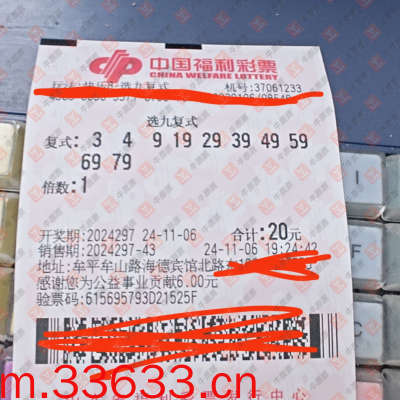 中国福利彩票
CHINA WELFARE LOTTERY
选九复式 机号:37061233
选九复式
复式: 3 4 9 19 29 39 49 59
69 79
倍数:1
开奖期:2024297 24-11-06 合计:20元
销售期:2024297-43 24-11-06 19:24:42
地址:牟平牟山路海德宾馆北路
感谢您为公益事业贡献6.00元
验票码:615695793D21525F
m.33633.cn